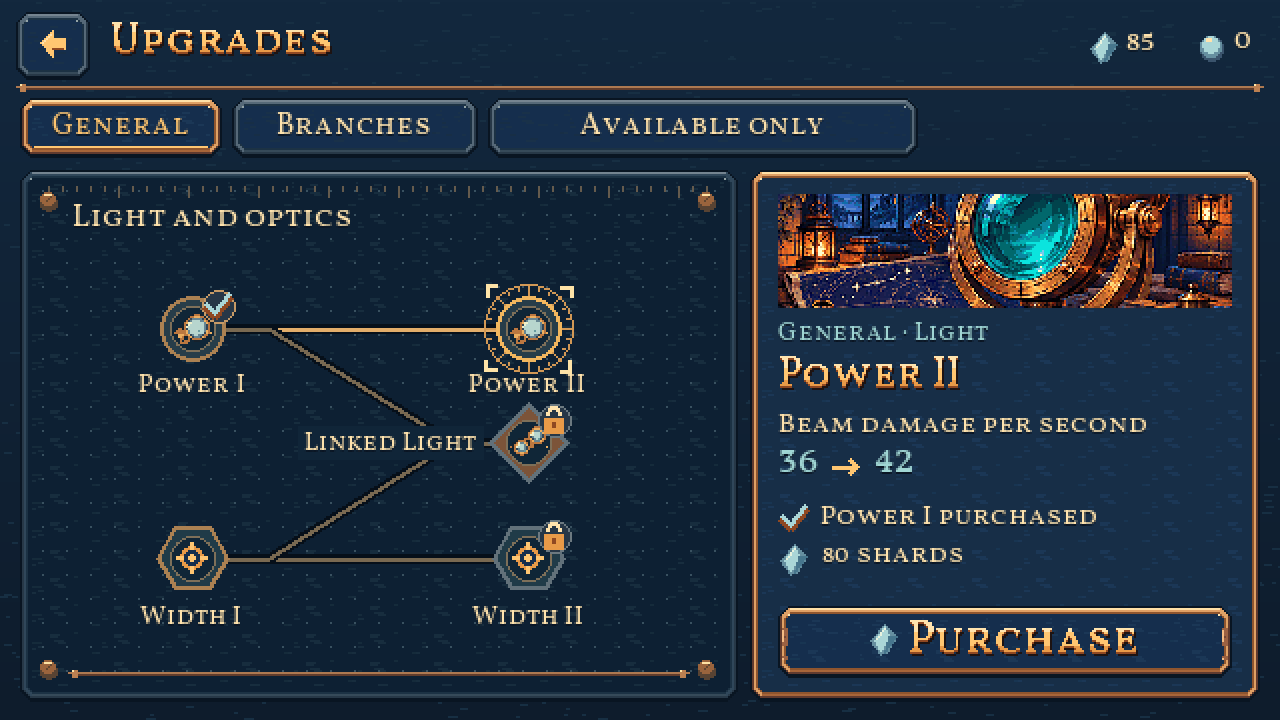 Upgrades
85
0
General
Branches
Available only
Light and optics
Power I
Power II
Linked Light
Width I
Width II
General · Light
Power II
Beam damage per second
36 → 42
Power I purchased
80 shards
Purchase